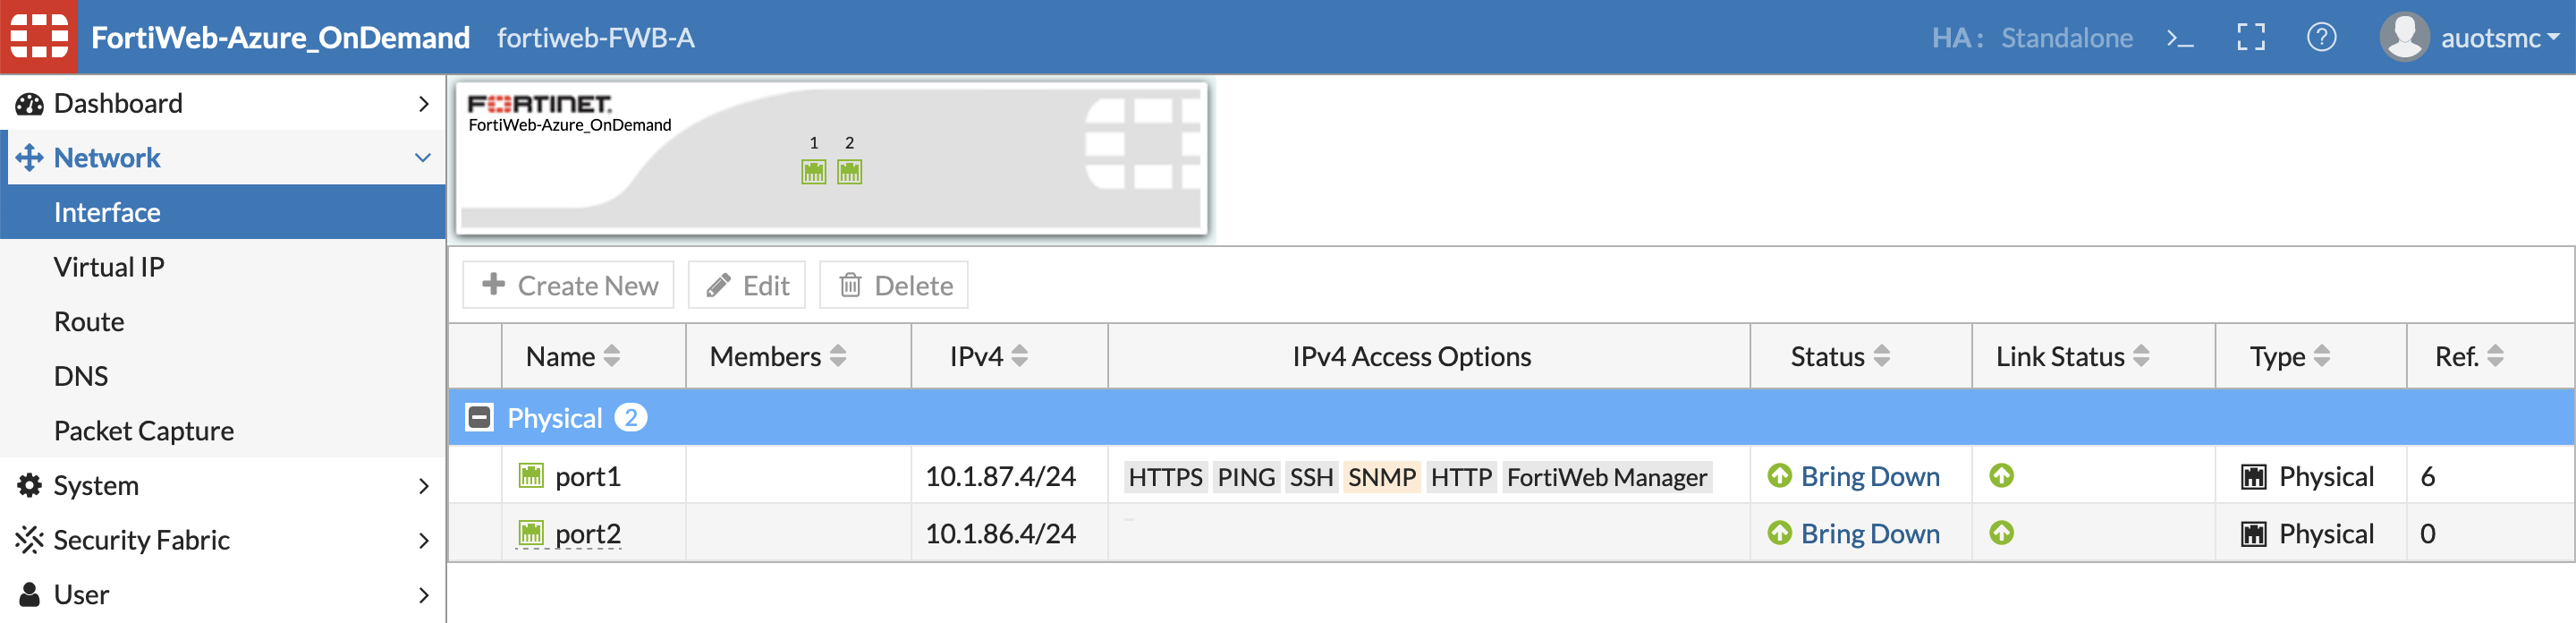 FortiWeb-Azure_OnDemand fortiweb-FWB-A HA: Standalone >_ ? auotsmc
Dashboard
Network
Interface
Virtual IP
Route
DNS
Packet Capture
System
Security Fabric
User
FORTINET.
FortiWeb-Azure_OnDemand
1 2
Create New Edit Delete
Name Members IPv4 IPv4 Access Options Status Link Status Type Ref.
Physical 2
port1 10.1.87.4/24 HTTPS PING SSH SNMP HTTP FortiWeb Manager Bring Down Physical 6
port2 10.1.86.4/24 Bring Down Physical 0